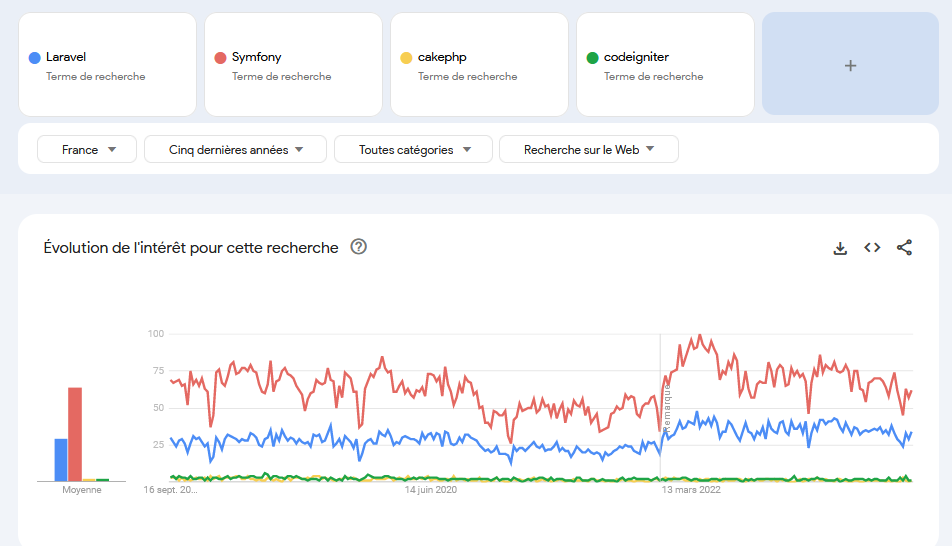 Laravel
Terme de recherche
Symfony
Terme de recherche
cakephp
Terme de recherche
codeigniter
Terme de recherche
+
France
Cinq dernières années
Toutes catégories
Recherche sur le Web
Évolution de l'intérêt pour cette recherche
?
100
75
50
25
Remarque
Moyenne
16 sept. 20...
14 juin 2020
13 mars 2022